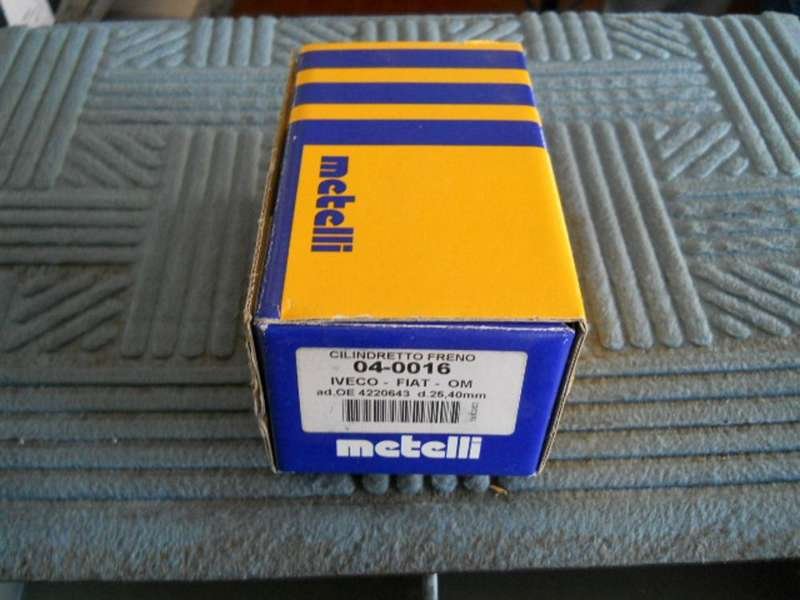 metelli
CILINDRETTO FRENO
04-0016
IVECO - FIAT - OM
ad.OE 4220643 d.25,40mm
metelli